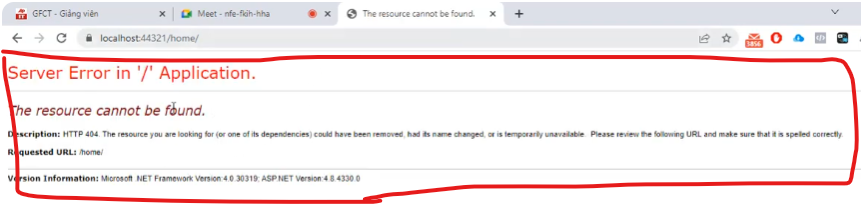 GFCT - Giảng viên
Meet - nfe-fkih-hha
The resource cannot be found.
localhost:44321/home/
5856
Server Error in '/' Application.
The resource cannot be found.
Description: HTTP 404. The resource you are looking for (or one of its dependencies) could have been removed, had its name changed, or is temporarily unavailable. Please review the following URL and make sure that it is spelled correctly.
Requested URL: /home/
Version Information: Microsoft .NET Framework Version:4.0.30319; ASP.NET Version:4.8.4330.0